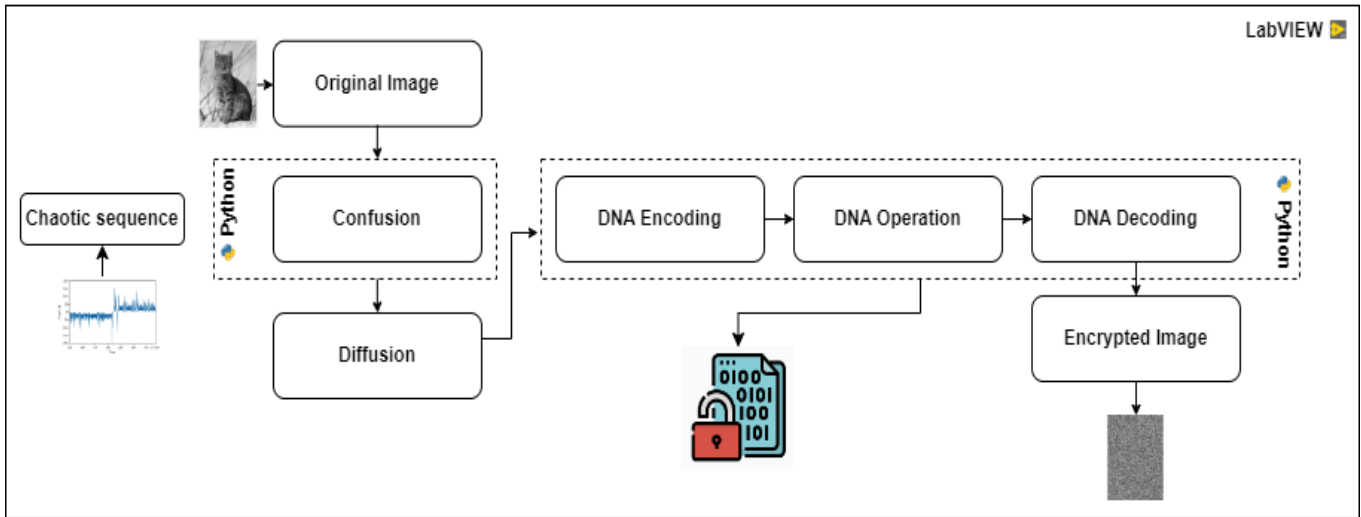 LabVIEW
Original Image
Python
Confusion
Chaotic sequence
DNA Encoding
DNA Operation
DNA Decoding
Python
Diffusion
Encrypted Image
0100
0101
100
101